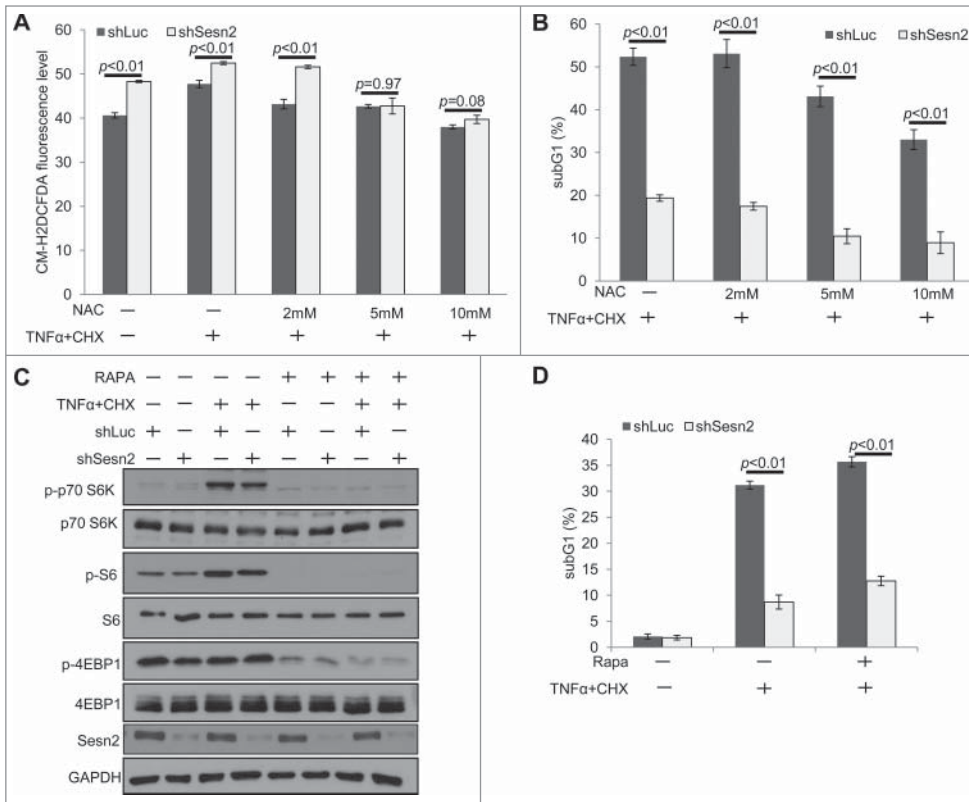 A
shLuc shSesn2
p<0.01
p<0.01
p<0.01
p=0.97
p=0.08
CM-H2DCFDA fluorescence level
60
50
40
30
20
10
0
NAC — — 2mM 5mM 10mM
TNFα+CHX — + + + +
B
shLuc shSesn2
p<0.01
p<0.01
p<0.01
p<0.01
subG1 (%)
60
50
40
30
20
10
0
NAC — 2mM 5mM 10mM
TNFα+CHX + + + +
C
RAPA — — — — + + + +
TNFα+CHX — — + + — — + +
shLuc + — + — + — + —
shSesn2 — + — + — + — +
p-p70 S6K
p70 S6K
p-S6
S6
p-4EBP1
4EBP1
Sesn2
GAPDH
D
shLuc shSesn2
p<0.01
p<0.01
subG1 (%)
40
35
30
25
20
15
10
5
0
Rapa — — +
TNFα+CHX — + +